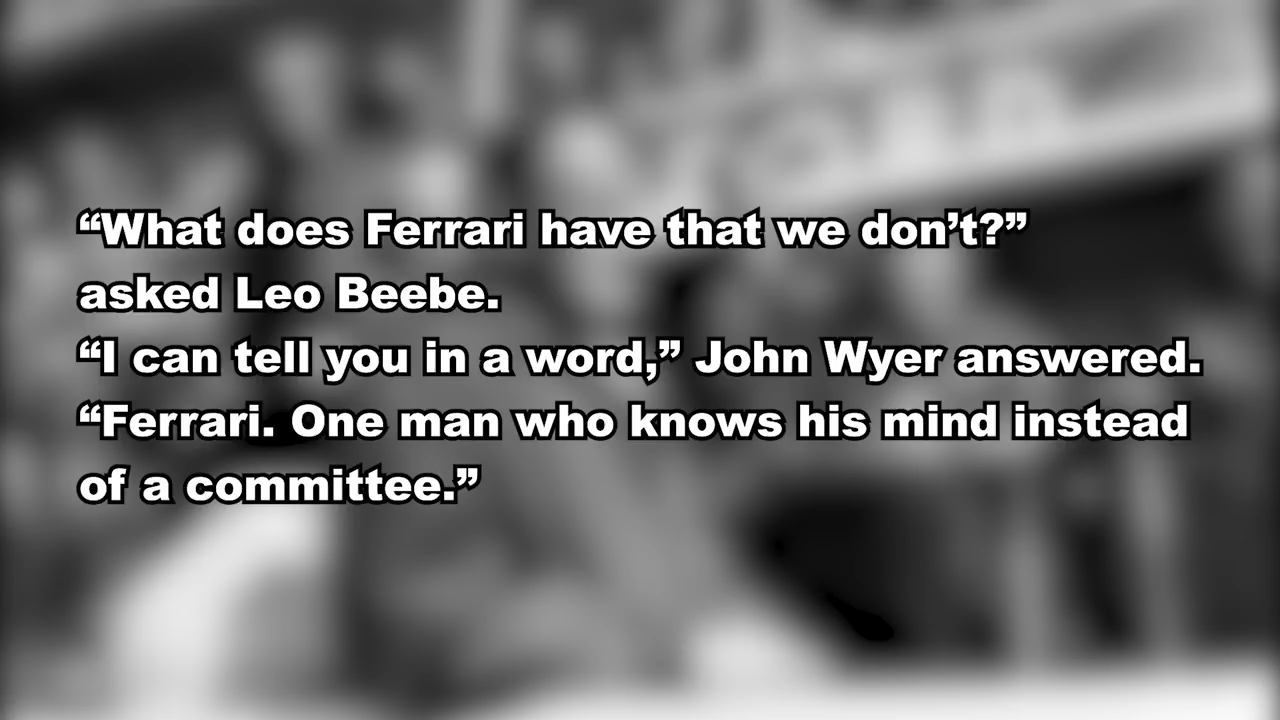 “What does Ferrari have that we don’t?”
asked Leo Beebe.
“I can tell you in a word,” John Wyer answered.
“Ferrari. One man who knows his mind instead
of a committee.”